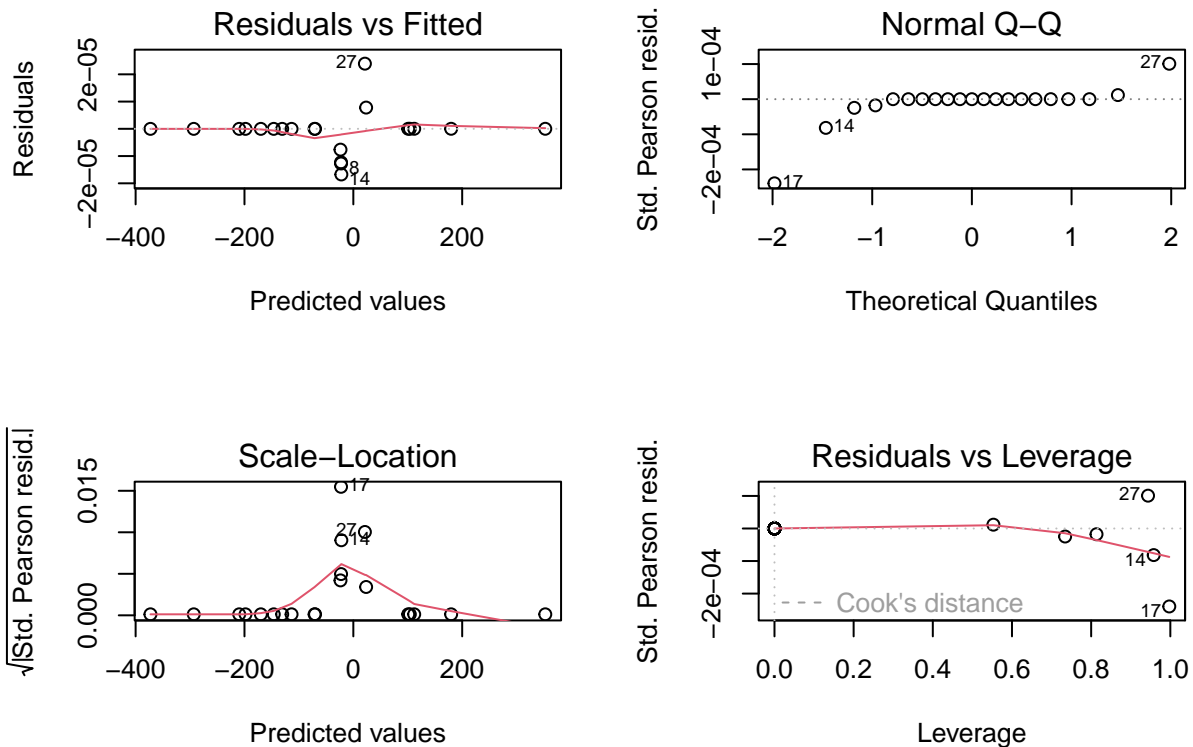 Residuals vs Fitted
Residuals
−2e−05
2e−05
27
8
14
−400
−200
0
200
Predicted values
Normal Q−Q
Std. Pearson resid.
−2e−04
1e−04
27
14
17
−2
−1
0
1
2
Theoretical Quantiles
Scale−Location
√|Std. Pearson resid.|
0.000
0.015
17
27
14
−400
−200
0
200
Predicted values
Residuals vs Leverage
Std. Pearson resid.
−2e−04
27
14
17
Cook's distance
0.0
0.2
0.4
0.6
0.8
1.0
Leverage